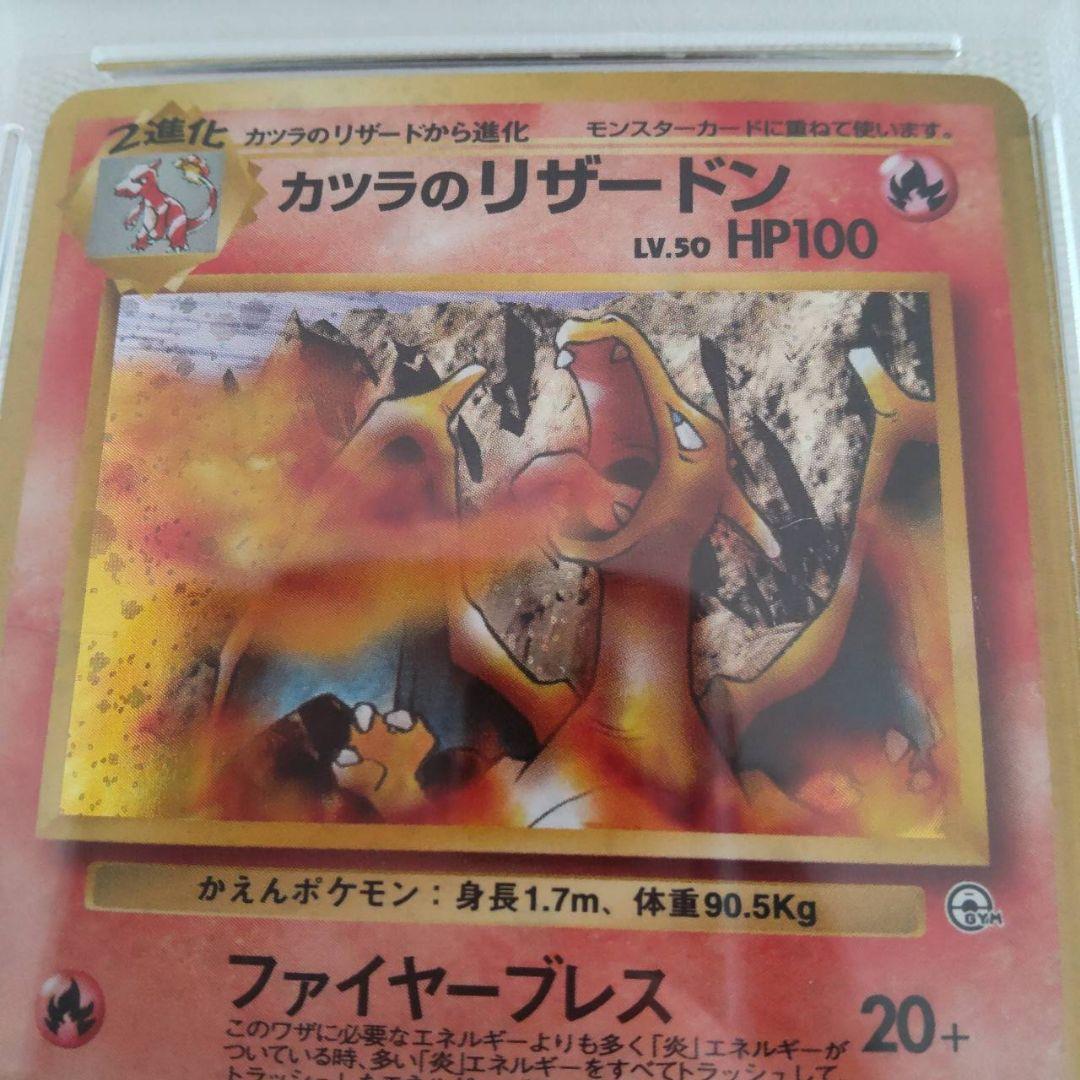 2進化 カツラのリザードから進化 モンスターカードに重ねて使います。
カツラのリザードン
LV.50 HP100
かえんポケモン：身長1.7m、体重90.5Kg
GYM
ファイヤーブレス 20+
このワザに必要なエネルギーよりも多く「炎」エネルギーが
ついている時、多い「炎」エネルギーをすべてトラッシュして